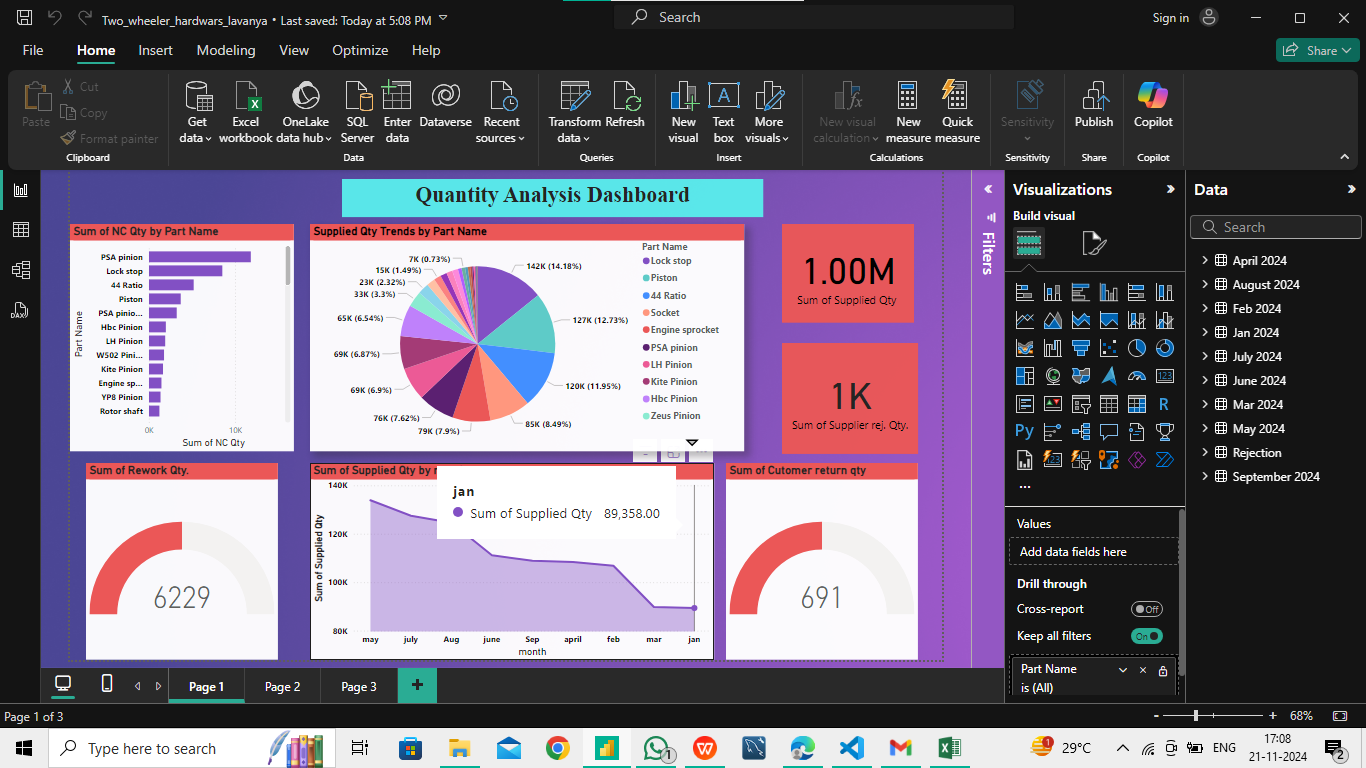 Two_wheeler_hardwars_lavanya • Last saved: Today at 5:08 PM
Search
Sign in
File
Home
Insert
Modeling
View
Optimize
Help
Share
Paste
Cut
Copy
Format painter
Clipboard
Get data
Excel workbook
OneLake data hub
SQL Server
Enter data
Dataverse
Recent sources
Data
Transform data
Refresh
Queries
New visual
Text box
More visuals
Insert
New visual calculation
New measure
Quick measure
Calculations
Sensitivity
Sensitivity
Publish
Share
Copilot
Copilot
Quantity Analysis Dashboard
Sum of NC Qty by Part Name
Part Name
PSA pinion
Lock stop
44 Ratio
Piston
PSA pinio...
Hbc Pinion
LH Pinion
W502 Pini...
Kite Pinion
Engine sp...
YP8 Pinion
Rotor shaft
0K
10K
Sum of NC Qty
Supplied Qty Trends by Part Name
142K (14.18%)
127K (12.73%)
120K (11.95%)
85K (8.49%)
79K (7.9%)
76K (7.62%)
69K (6.9%)
69K (6.87%)
65K (6.54%)
33K (3.3%)
23K (2.32%)
15K (1.49%)
7K (0.73%)
Part Name
Lock stop
Piston
44 Ratio
Socket
Engine sprocket
PSA pinion
LH Pinion
Kite Pinion
Hbc Pinion
Zeus Pinion
1.00M
Sum of Supplied Qty
1K
Sum of Supplier rej. Qty.
Sum of Rework Qty.
6229
Sum of Supplied Qty by
Sum of Supplied Qty
140K
120K
100K
80K
jan
Sum of Supplied Qty 89,358.00
may
july
Aug
june
Sep
april
feb
mar
jan
month
Sum of Cutomer return qty
691
Filters
Visualizations
Build visual
R
Py
123
...
Values
Add data fields here
Drill through
Cross-report
Off
Keep all filters
On
Part Name
is (All)
Data
Search
April 2024
August 2024
Feb 2024
Jan 2024
July 2024
June 2024
Mar 2024
May 2024
Rejection
September 2024
Page 1
Page 2
Page 3
+
Page 1 of 3
- + 68%
Type here to search
1
29°C
ENG
17:08
21-11-2024
2